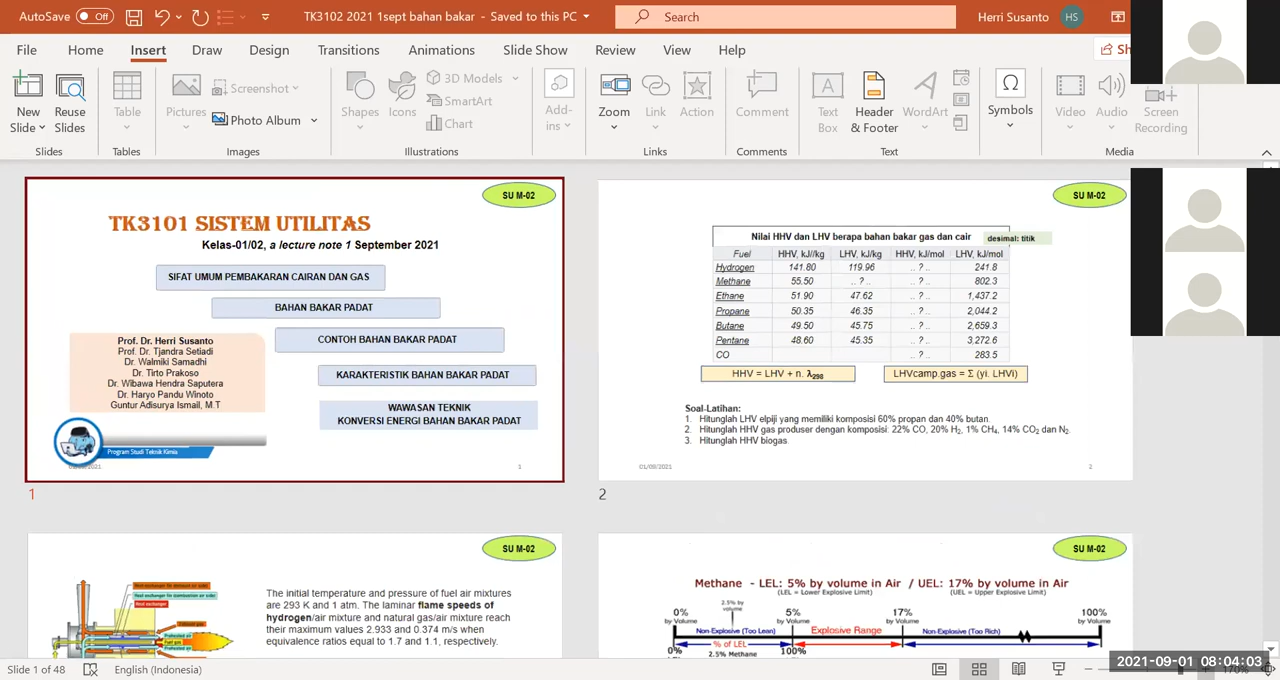 AutoSave Off TK3102 2021 1sept bahan bakar - Saved to this PC Search Herri Susanto HS
File Home Insert Draw Design Transitions Animations Slide Show Review View Help Sh
New Slide Reuse Slides Table Pictures Screenshot Photo Album Shapes Icons 3D Models SmartArt Chart Add-ins Zoom Link Action Comment Text Box Header & Footer WordArt Symbols Video Audio Screen Recording
Slides Tables Images Illustrations Links Comments Text Media
SU M-02
TK3101 SISTEM UTILITAS
Kelas-01/02, a lecture note 1 September 2021
SIFAT UMUM PEMBAKARAN CAIRAN DAN GAS
BAHAN BAKAR PADAT
CONTOH BAHAN BAKAR PADAT
KARAKTERISTIK BAHAN BAKAR PADAT
WAWASAN TEKNIK
KONVERSI ENERGI BAHAN BAKAR PADAT
Prof. Dr. Herri Susanto
Prof. Dr. Tjandra Setiadi
Dr. Walmiki Samadhi
Dr. Tirto Prakoso
Dr. Wibawa Hendra Saputera
Dr. Haryo Pandu Winoto
Guntur Adisurya Ismail, M.T
Program Studi Teknik Kimia
1
1
SU M-02
Nilai HHV dan LHV berapa bahan bakar gas dan cair desimal: titik
Fuel HHV, kJ//kg LHV, kJ/kg HHV, kJ/mol LHV, kJ/mol
Hydrogen 141.80 119.96 .. ? .. 241.8
Methane 55.50 .. ? .. .. ? .. 802.3
Ethane 51.90 47.62 .. ? .. 1,437.2
Propane 50.35 46.35 .. ? .. 2,044.2
Butane 49.50 45.75 .. ? .. 2,659.3
Pentane 48.60 45.35 .. ? .. 3,272.6
CO .. ? .. 283.5
HHV = LHV + n. λ298 LHVcamp.gas = Σ (yi. LHVi)
Soal-Latihan:
1. Hitunglah LHV elpiji yang memiliki komposisi 60% propan dan 40% butan.
2. Hitunglah HHV gas produser dengan komposisi: 22% CO, 20% H2, 1% CH4, 14% CO2 dan N2.
3. Hitunglah HHV biogas
01/09/2021 2
2
SU M-02
The initial temperature and pressure of fuel air mixtures
are 293 K and 1 atm. The laminar flame speeds of
hydrogen/air mixture and natural gas/air mixture reach
their maximum values 2.933 and 0.374 m/s when
equivalence ratios equal to 1.7 and 1.1, respectively.
SU M-02
Methane - LEL: 5% by volume in Air / UEL: 17% by volume in Air
(LEL = Lower Explosive Limit) (UEL = Upper Explosive Limit)
0% by Volume 2.5% by volume 5% by Volume 17% by Volume 100% by Volume
Non-Explosive (Too Lean) Explosive Range Non-Explosive (Too Rich)
0% % of LEL 100%
2.5% Methane
Slide 1 of 48 English (Indonesia)
2021-09-01 08:04:03